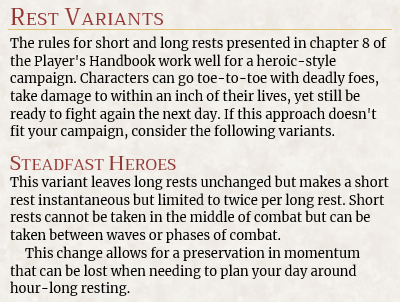 Rest Variants
The rules for short and long rests presented in chapter 8 of
the Player's Handbook work well for a heroic-style
campaign. Characters can go toe-to-toe with deadly foes,
take damage to within an inch of their lives, yet still be
ready to fight again the next day. If this approach doesn't
fit your campaign, consider the following variants.
Steadfast Heroes
This variant leaves long rests unchanged but makes a short
rest instantaneous but limited to twice per long rest. Short
rests cannot be taken in the middle of combat but can be
taken between waves or phases of combat.
This change allows for a preservation in momentum
that can be lost when needing to plan your day around
hour-long resting.